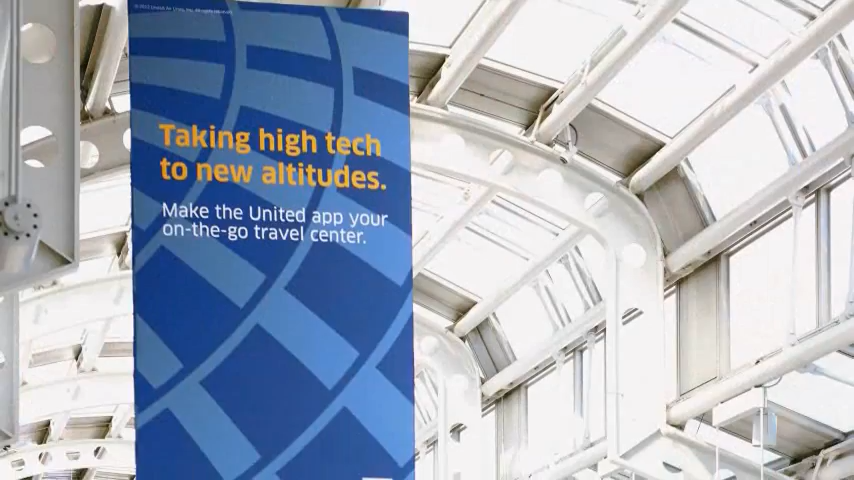 Taking high tech
to new altitudes.
Make the United app your
on-the-go travel center.